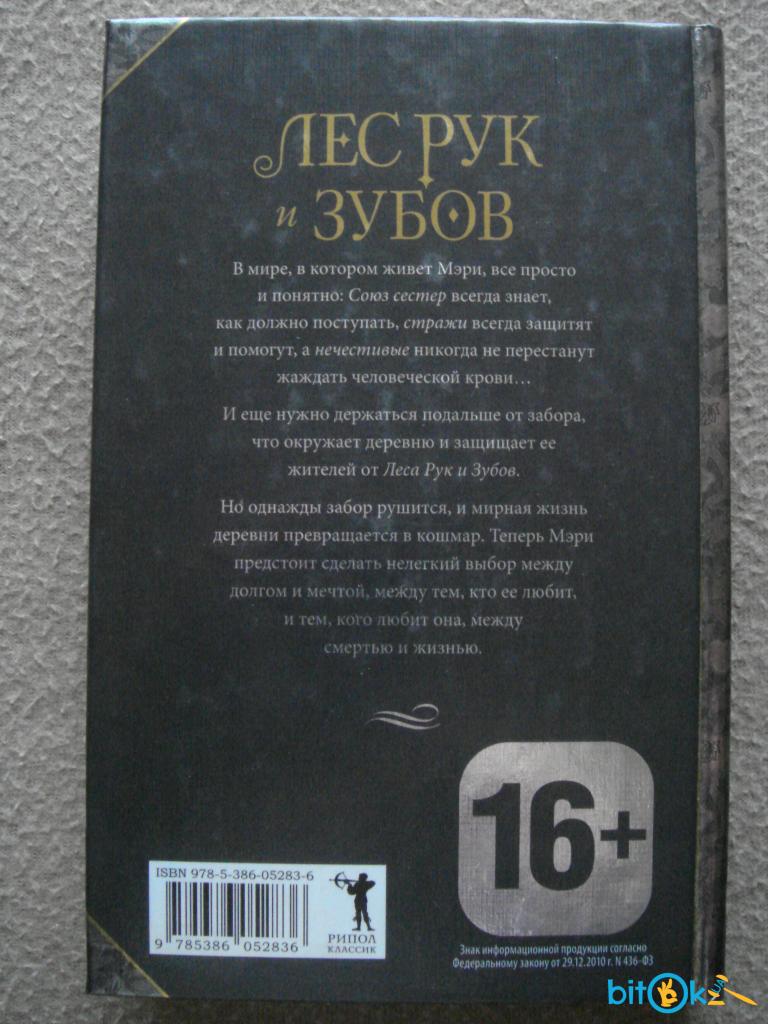 ЛЕС РУК
и ЗУБОВ
В мире, в котором живет Мэри, все просто
и понятно: Союз сестер всегда знает,
как должно поступать, стражи всегда защитят
и помогут, а нечестивые никогда не перестанут
жаждать человеческой крови…
И еще нужно держаться подальше от забора,
что окружает деревню и защищает ее
жителей от Леса Рук и Зубов.
Но однажды забор рушится, и мирная жизнь
деревни превращается в кошмар. Теперь Мэри
предстоит сделать нелегкий выбор между
долгом и мечтой, между тем, кто ее любит,
и тем, кого любит она, между
смертью и жизнью.
16+
ISBN 978-5-386-05283-6
9 785386 052836
РИПОЛ
КЛАССИК
Знак информационной продукции согласно
Федеральному закону от 29.12.2010 г. N 436-ФЗ